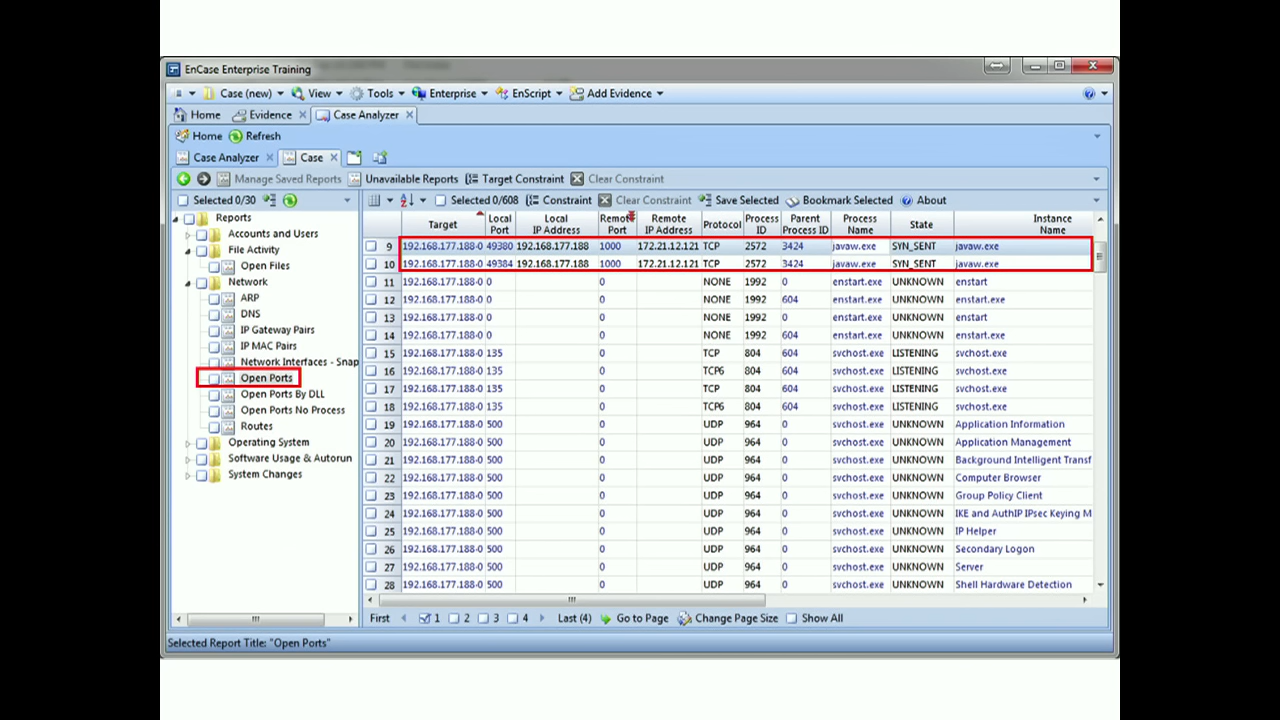 EnCase Enterprise Training
Case (new) View Tools Enterprise EnScript Add Evidence
Home Evidence Case Analyzer
Home Refresh
Case Analyzer Case
Manage Saved Reports Unavailable Reports Target Constraint Clear Constraint
Selected 0/30
Reports
Accounts and Users
File Activity
Open Files
Network
ARP
DNS
IP Gateway Pairs
IP MAC Pairs
Network Interfaces - Snap
Open Ports
Open Ports By DLL
Open Ports No Process
Routes
Operating System
Software Usage & Autorun
System Changes
Selected 0/608 Constraint Clear Constraint Save Selected Bookmark Selected About
Target Local Port Local IP Address Remote Port Remote IP Address Protocol Process ID Parent Process ID Process Name State Instance Name
9 192.168.177.188-0 49380 192.168.177.188 1000 172.21.12.121 TCP 2572 3424 javaw.exe SYN_SENT javaw.exe
10 192.168.177.188-0 49384 192.168.177.188 1000 172.21.12.121 TCP 2572 3424 javaw.exe SYN_SENT javaw.exe
11 192.168.177.188-0 0 0 NONE 1992 0 enstart.exe UNKNOWN enstart
12 192.168.177.188-0 0 0 NONE 1992 604 enstart.exe UNKNOWN enstart.exe
13 192.168.177.188-0 0 0 NONE 1992 0 enstart.exe UNKNOWN enstart
14 192.168.177.188-0 0 0 NONE 1992 604 enstart.exe UNKNOWN enstart.exe
15 192.168.177.188-0 135 0 TCP 804 604 svchost.exe LISTENING svchost.exe
16 192.168.177.188-0 135 0 TCP6 804 604 svchost.exe LISTENING svchost.exe
17 192.168.177.188-0 135 0 TCP 804 604 svchost.exe LISTENING svchost.exe
18 192.168.177.188-0 135 0 TCP6 804 604 svchost.exe LISTENING svchost.exe
19 192.168.177.188-0 500 0 UDP 964 0 svchost.exe UNKNOWN Application Information
20 192.168.177.188-0 500 0 UDP 964 0 svchost.exe UNKNOWN Application Management
21 192.168.177.188-0 500 0 UDP 964 0 svchost.exe UNKNOWN Background Intelligent Transf
22 192.168.177.188-0 500 0 UDP 964 0 svchost.exe UNKNOWN Computer Browser
23 192.168.177.188-0 500 0 UDP 964 0 svchost.exe UNKNOWN Group Policy Client
24 192.168.177.188-0 500 0 UDP 964 0 svchost.exe UNKNOWN IKE and AuthIP IPsec Keying M
25 192.168.177.188-0 500 0 UDP 964 0 svchost.exe UNKNOWN IP Helper
26 192.168.177.188-0 500 0 UDP 964 0 svchost.exe UNKNOWN Secondary Logon
27 192.168.177.188-0 500 0 UDP 964 0 svchost.exe UNKNOWN Server
28 192.168.177.188-0 500 0 UDP 964 0 svchost.exe UNKNOWN Shell Hardware Detection
First 1 2 3 4 Last (4) Go to Page Change Page Size Show All
Selected Report Title: "Open Ports"